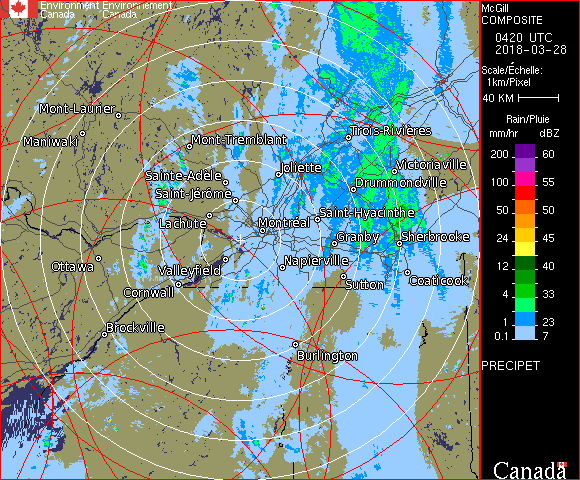 Environment Environnement
Canada Canada
Mont-Laurier
Maniwaki
Mont-Tremblant
Trois-Rivières
Sainte-Adèle
Joliette
Victoriaville
Saint-Jérôme
Drummondville
Lachute
Montréal
Saint-Hyacinthe
Granby
Sherbrooke
Ottawa
Valleyfield
Napierville
Cornwall
Sutton
Coaticook
Brockville
Burlington
McGill
COMPOSITE
0420 UTC
2018-03-28
Scale/Échelle:
1km/Pixel
40 KM
Rain/Pluie
mm/hr dBZ
200 60
100 55
50 50
24 45
12 40
4 33
1 23
0.1 7
PRECIPET
Canada